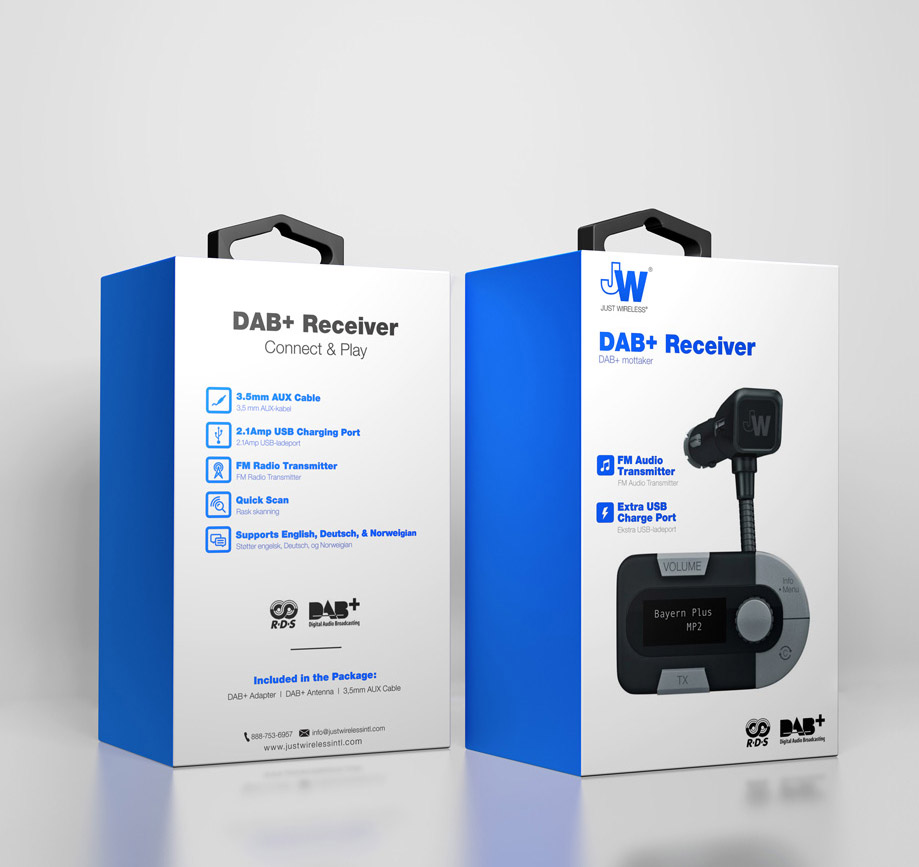 DAB+ Receiver
Connect & Play
3.5mm AUX Cable
3,5 mm AUX-kabel
2.1Amp USB Charging Port
2.1Amp USB-ladeport
FM Radio Transmitter
FM Radio Transmitter
Quick Scan
Rask skanning
Supports English, Deutsch, & Norweigian
Støtter engelsk, Deutsch, og Norwegian
R·D·S
DAB+
Digital Audio Broadcasting
Included in the Package:
DAB+ Adapter | DAB+ Antenna | 3,5mm AUX Cable
888-753-6957 info@justwirelessintl.com
www.justwirelessintl.com
JW®
JUST WIRELESS®
DAB+ Receiver
DAB+ mottaker
JW
FM Audio
Transmitter
FM Audio Transmitter
Extra USB
Charge Port
Ekstra USB-ladeport
VOLUME
Info
• Menu
Bayern Plus
MP2
TX
R·D·S
DAB+
Digital Audio Broadcasting